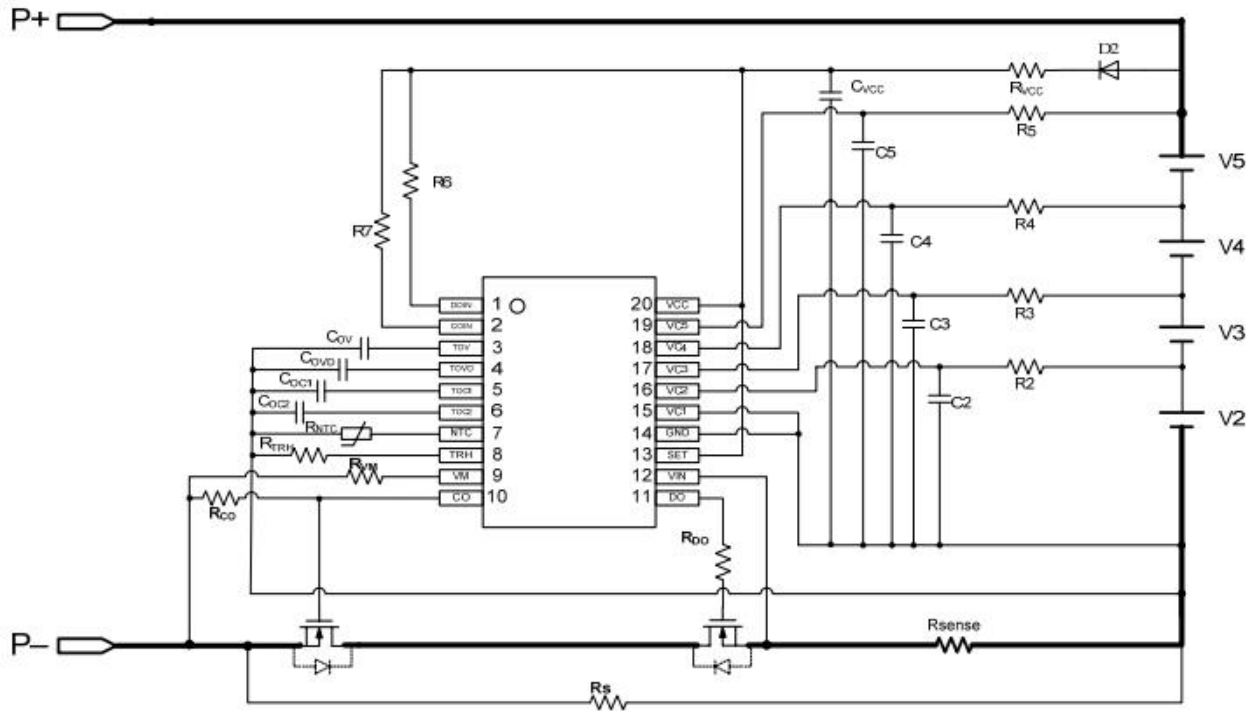 P+
D2
CVCC
RVCC
C5
R5
V5
R6
R7
C4
R4
V4
C3
R3
V3
C2
R2
V2
DOIN 1 20 VCC
COIN 2 19 VC5
COV TOV 3 18 VC4
COVD TOVD 4 17 VC3
COC1 TOC1 5 16 VC2
COC2 TOC2 6 15 VC1
RNTC NTC 7 14 GND
RTRH TRH 8 13 SET
RVM VM 9 12 VIN
RCO CO 10 11 DO
RDO
P−
Rsense
Rs